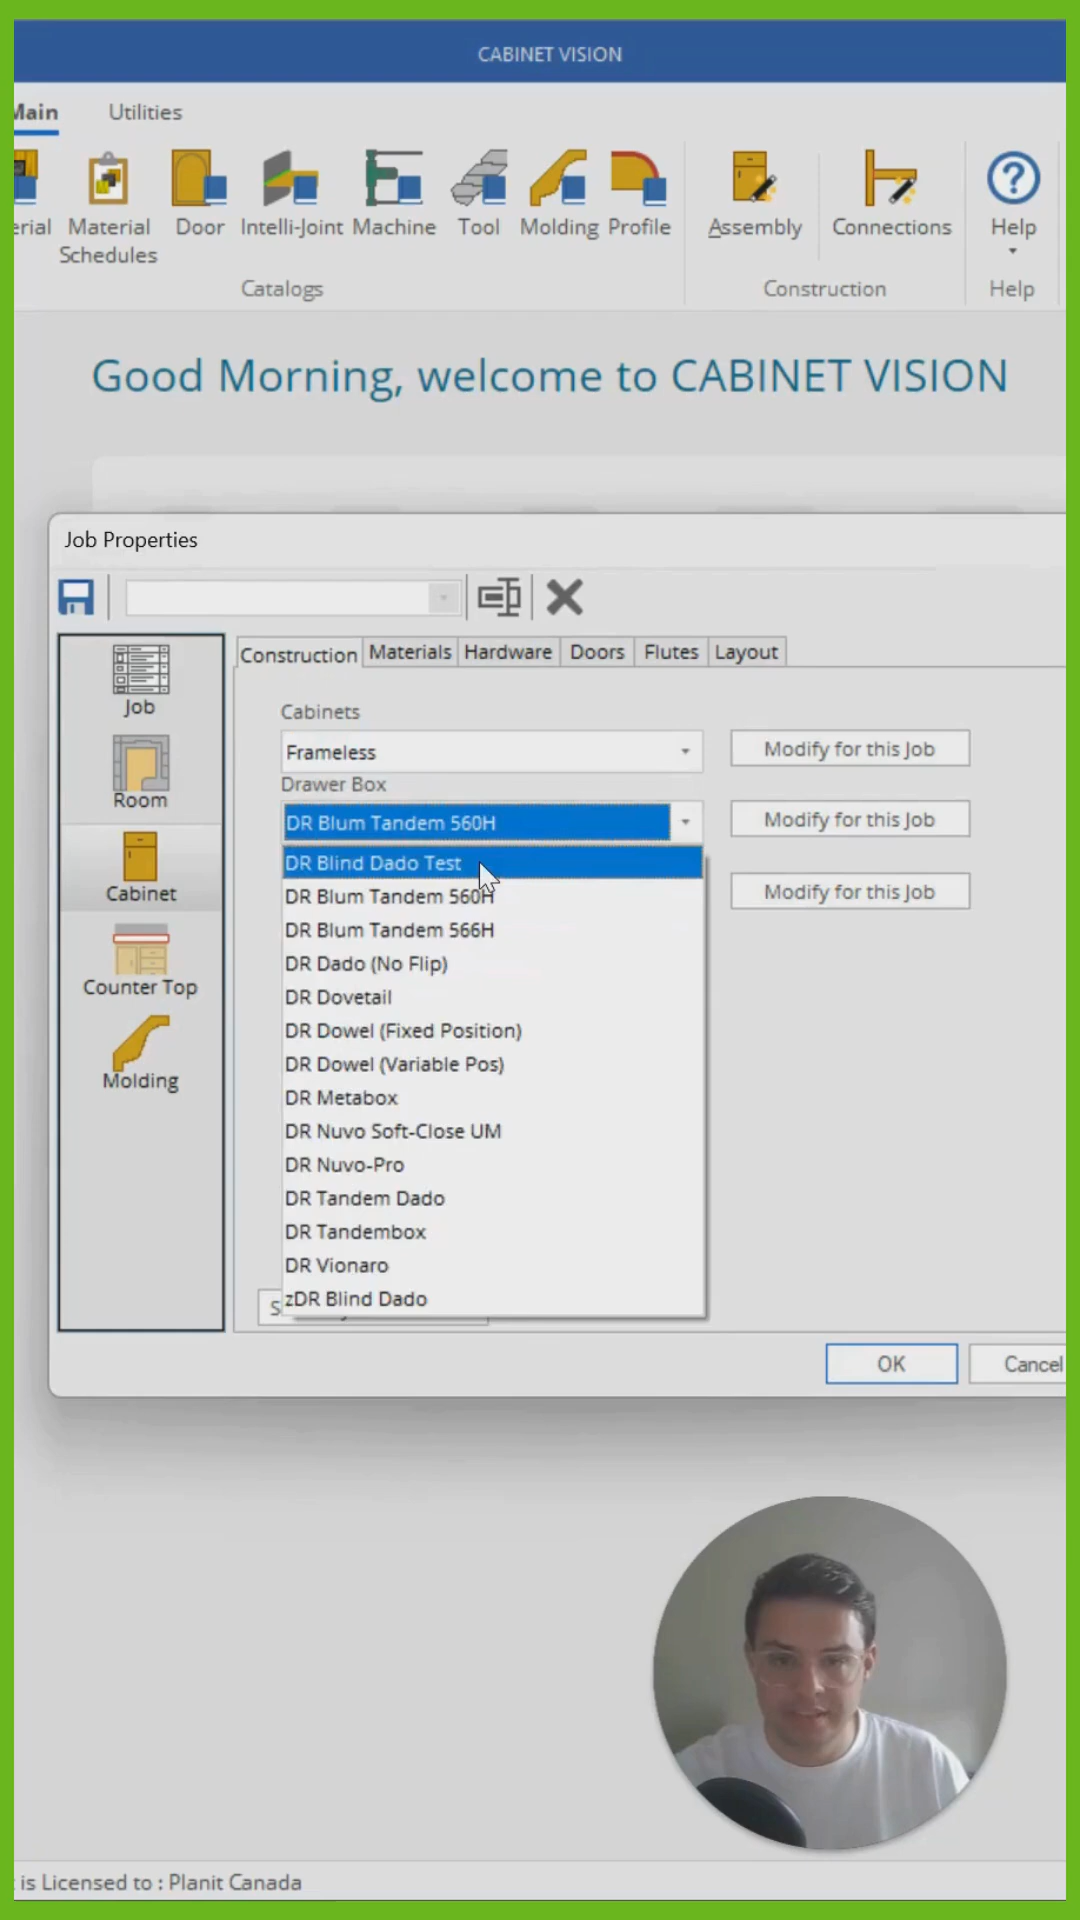 CABINET VISION
Main Utilities
erial
Material Schedules
Door
Intelli-Joint
Machine
Tool
Molding
Profile
Assembly
Connections
Help
Catalogs
Construction
Help
Good Morning, welcome to CABINET VISION
Job Properties
Job
Room
Cabinet
Counter Top
Molding
Construction Materials Hardware Doors Flutes Layout
Cabinets
Frameless
Modify for this Job
Drawer Box
DR Blum Tandem 560H
Modify for this Job
DR Blind Dado Test
DR Blum Tandem 560H
Modify for this Job
DR Blum Tandem 566H
DR Dado (No Flip)
DR Dovetail
DR Dowel (Fixed Position)
DR Dowel (Variable Pos)
DR Metabox
DR Nuvo Soft-Close UM
DR Nuvo-Pro
DR Tandem Dado
DR Tandembox
DR Vionaro
zDR Blind Dado
OK
Cancel
is Licensed to : Planit Canada